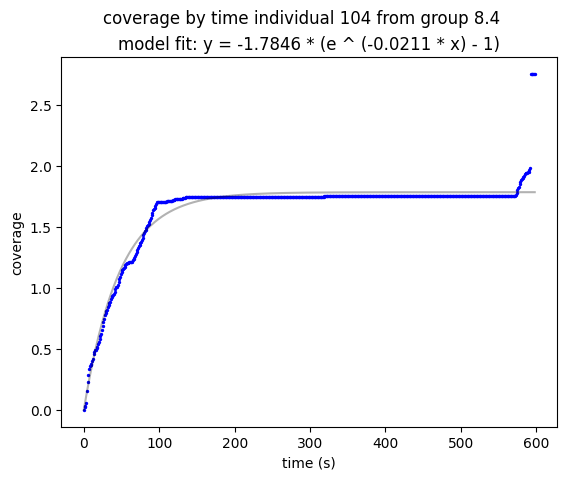 coverage by time individual 104 from group 8.4
model fit: y = -1.7846 * (e ^ (-0.0211 * x) - 1)
2.5
2.0
1.5
1.0
0.5
0.0
coverage
0 100 200 300 400 500 600
time (s)